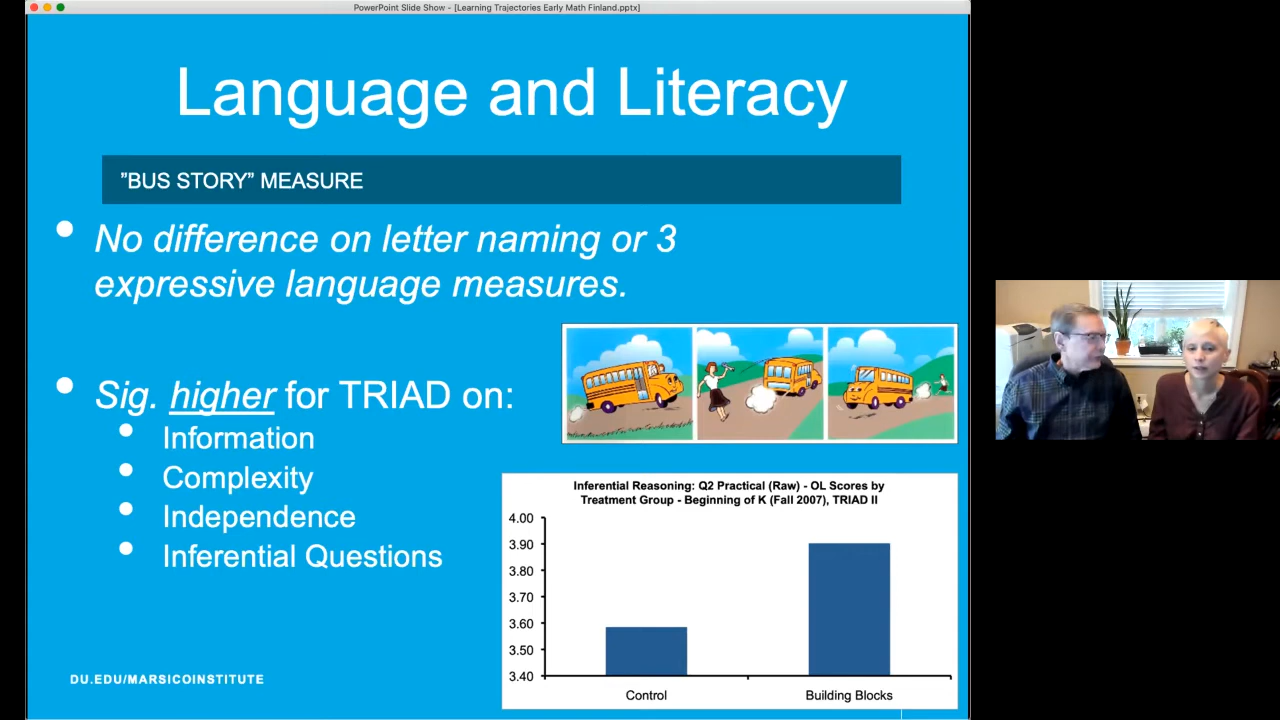 PowerPoint Slide Show - [Learning Trajectories Early Math Finland.pptx]
Language and Literacy
”BUS STORY” MEASURE
No difference on letter naming or 3
expressive language measures.
Sig. higher for TRIAD on:
Information
Complexity
Independence
Inferential Questions
Inferential Reasoning: Q2 Practical (Raw) - OL Scores by
Treatment Group - Beginning of K (Fall 2007), TRIAD II
4.00
3.90
3.80
3.70
3.60
3.50
3.40
Control
Building Blocks
DU.EDU/MARSICOINSTITUTE